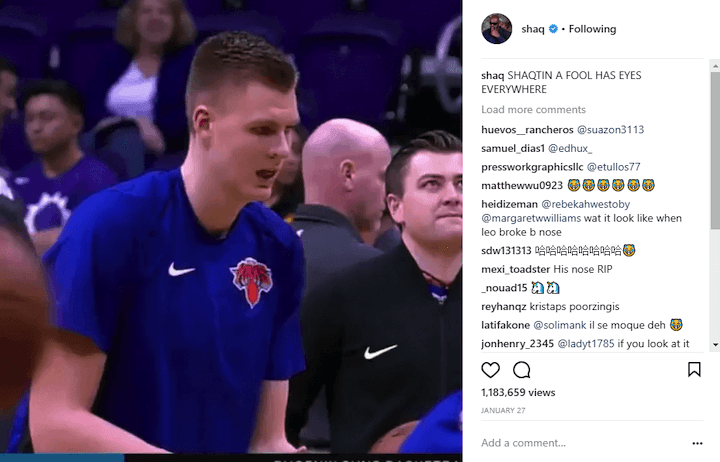 shaq • Following
shaq SHAQTIN A FOOL HAS EYES
EVERYWHERE
Load more comments
huevos__rancheros @suazon3113
samuel_dias1 @edhux_
pressworkgraphicsllc @etullos77
matthewwu0923 🤯🤯🤯🤯🤯🤯
heidizeman @rebekahwestoby
@margaretwwilliams wat it look like when
leo broke b nose
sdw131313 哈哈哈哈哈哈哈哈
mexi_toadster His nose RIP
_nouad15
reyhanqz kristaps poorzingis
latifakone @solimank il se moque deh
jonhenry_2345 @ladyt1785 if you look at it
1,183,659 views
JANUARY 27
Add a comment...